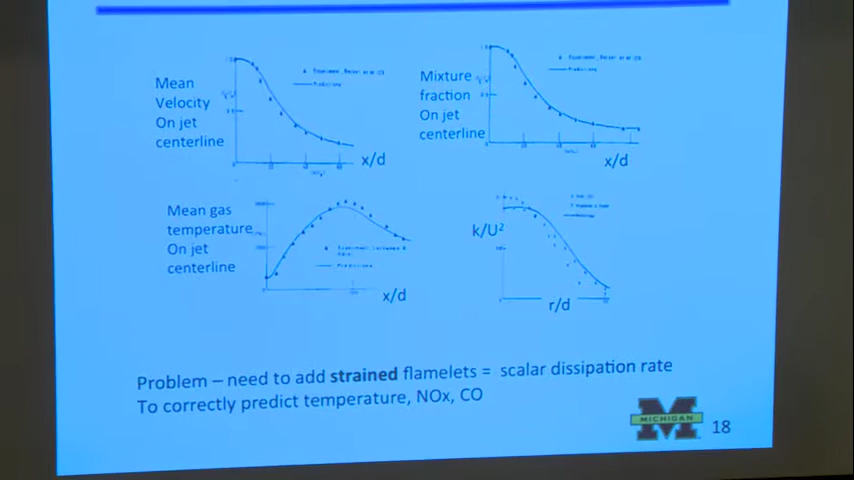 Mean
Velocity
On jet
centerline
x/d
Mixture
fraction
On jet
centerline
x/d
Mean gas
temperature
On jet
centerline
x/d
k/U²
r/d
Problem – need to add strained flamelets = scalar dissipation rate
To correctly predict temperature, NOx, CO
MICHIGAN
18